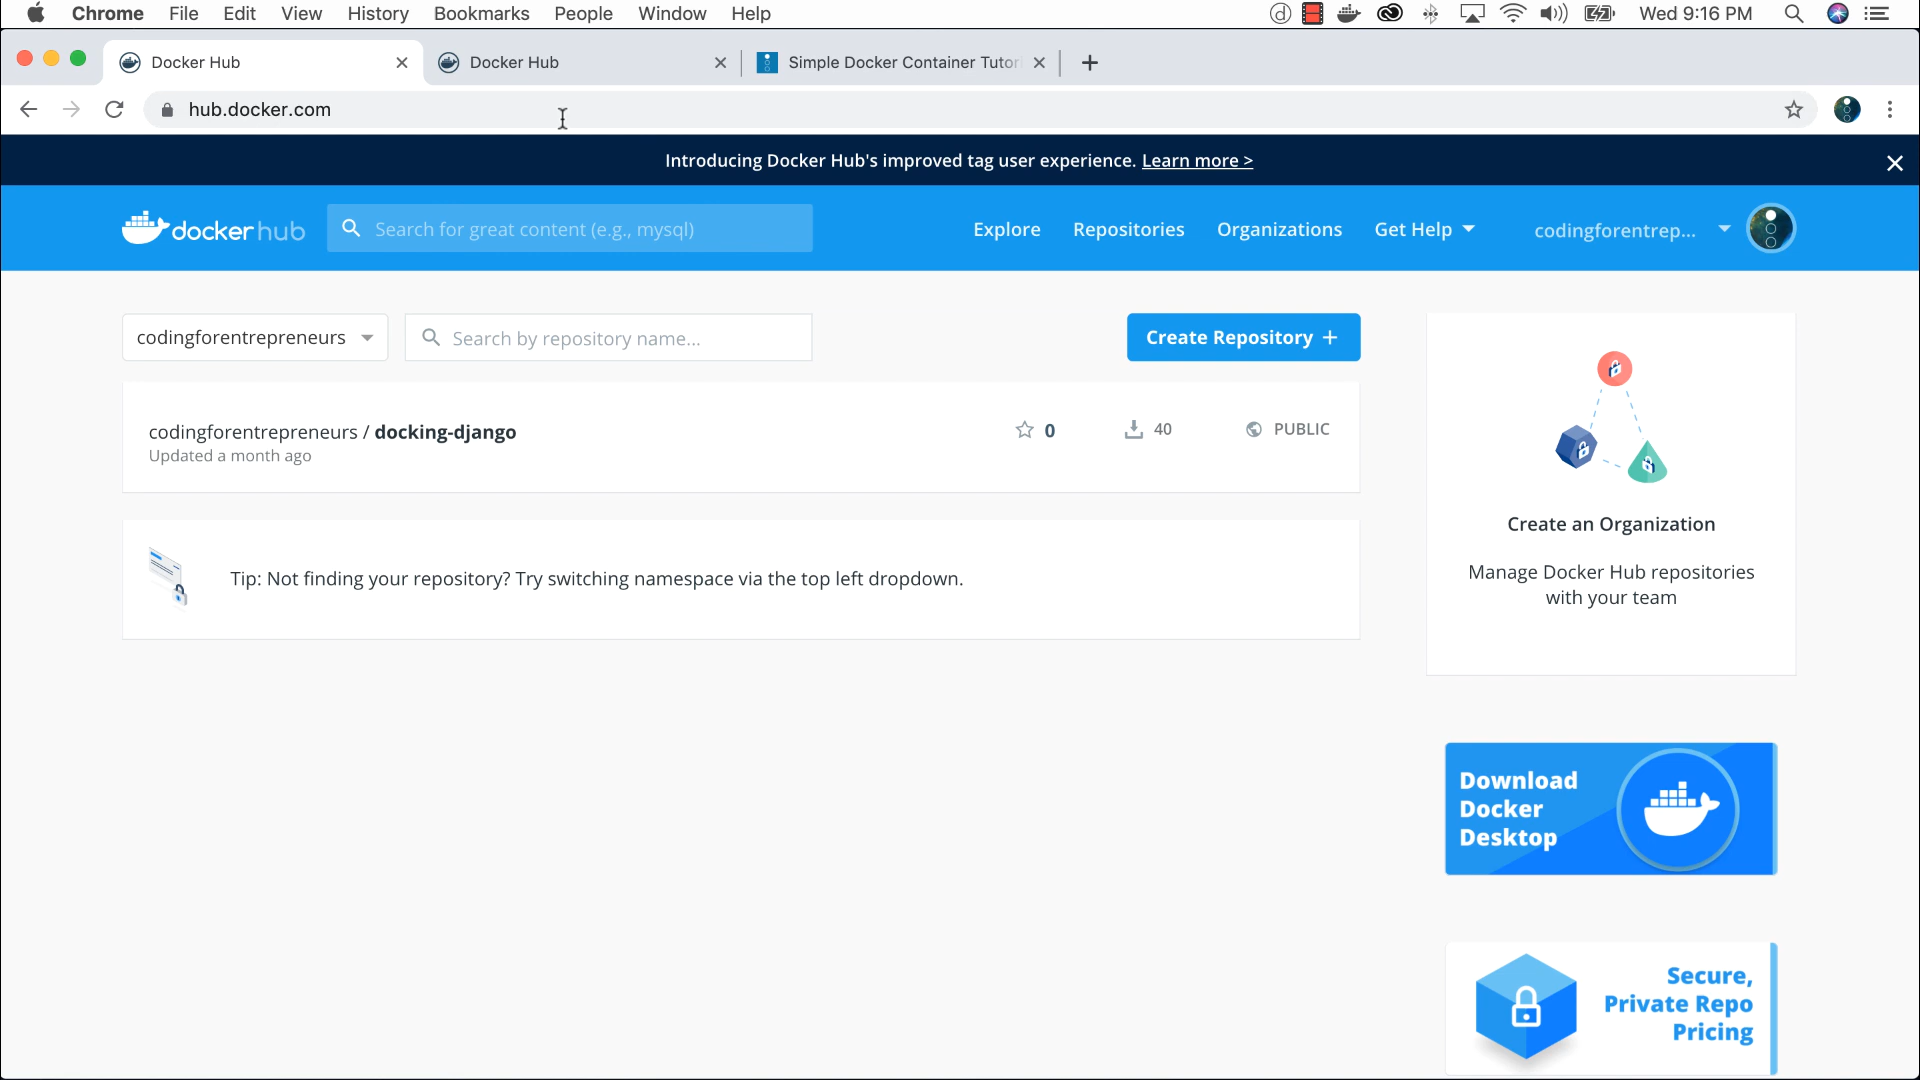 Chrome File Edit View History Bookmarks People Window Help Wed 9:16 PM
Docker Hub Docker Hub Simple Docker Container Tutori
hub.docker.com
Introducing Docker Hub's improved tag user experience. Learn more >
docker hub Search for great content (e.g., mysql) Explore Repositories Organizations Get Help codingforentrep...
codingforentrepreneurs Search by repository name... Create Repository +
codingforentrepreneurs / docking-django 0 40 PUBLIC
Updated a month ago
Tip: Not finding your repository? Try switching namespace via the top left dropdown.
Create an Organization
Manage Docker Hub repositories
with your team
Download
Docker
Desktop
Secure,
Private Repo
Pricing